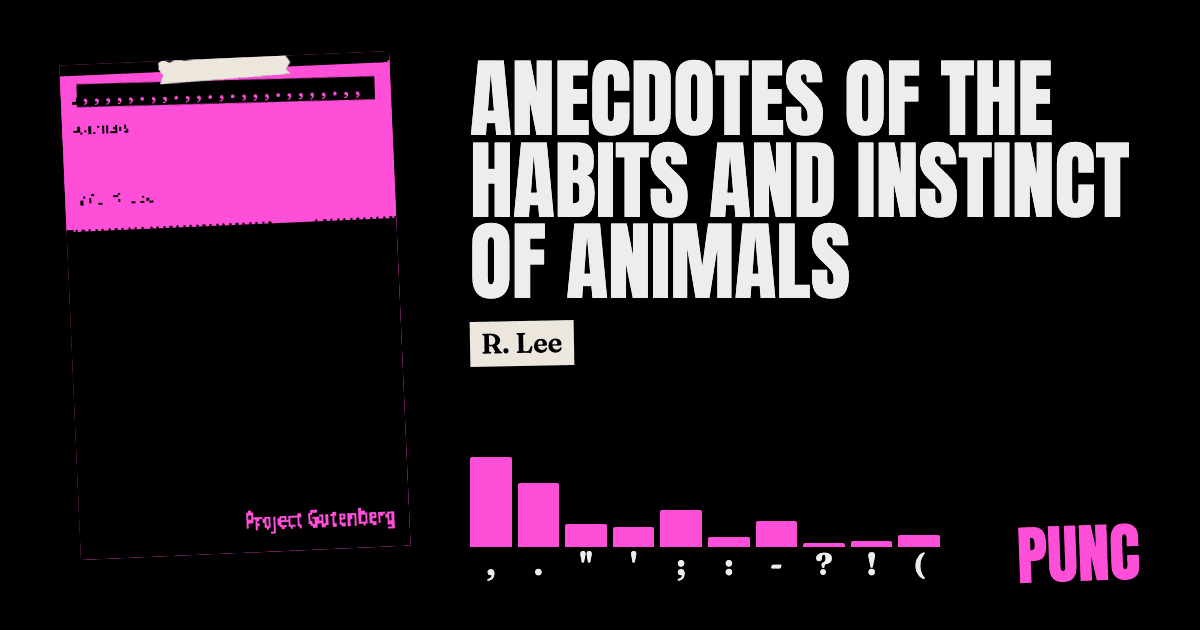 ANECDOTES OF THE
HABITS AND INSTINCT
OF ANIMALS
R. Lee
Project Gutenberg
, . " ' ; : - ? ! (
PUNC